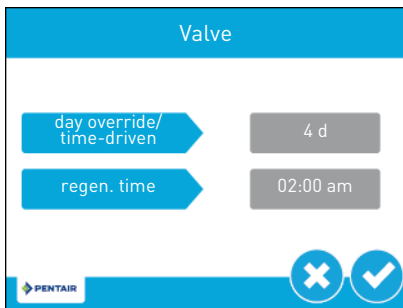 Valve
day override/
time-driven
4 d
regen. time
02:00 am
PENTAIR